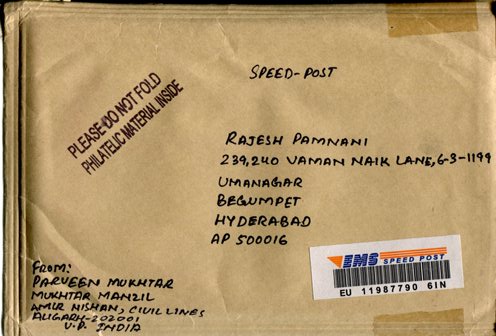 SPEED-POST
PLEASE DO NOT FOLD
PHILATELIC MATERIAL INSIDE
RAJESH PAMNANI
239,240 VAMAN NAIK LANE, 6-3-1199
UMANAGAR
BEGUMPET
HYDERABAD
AP 500016
EMS SPEED POST
EU 11987790 6IN
FROM:
PARVEEN MUKHTAR
MUKHTAR MANZIL
AMIR NISHAN, CIVIL LINES
ALIGARH-202001
U.P. INDIA